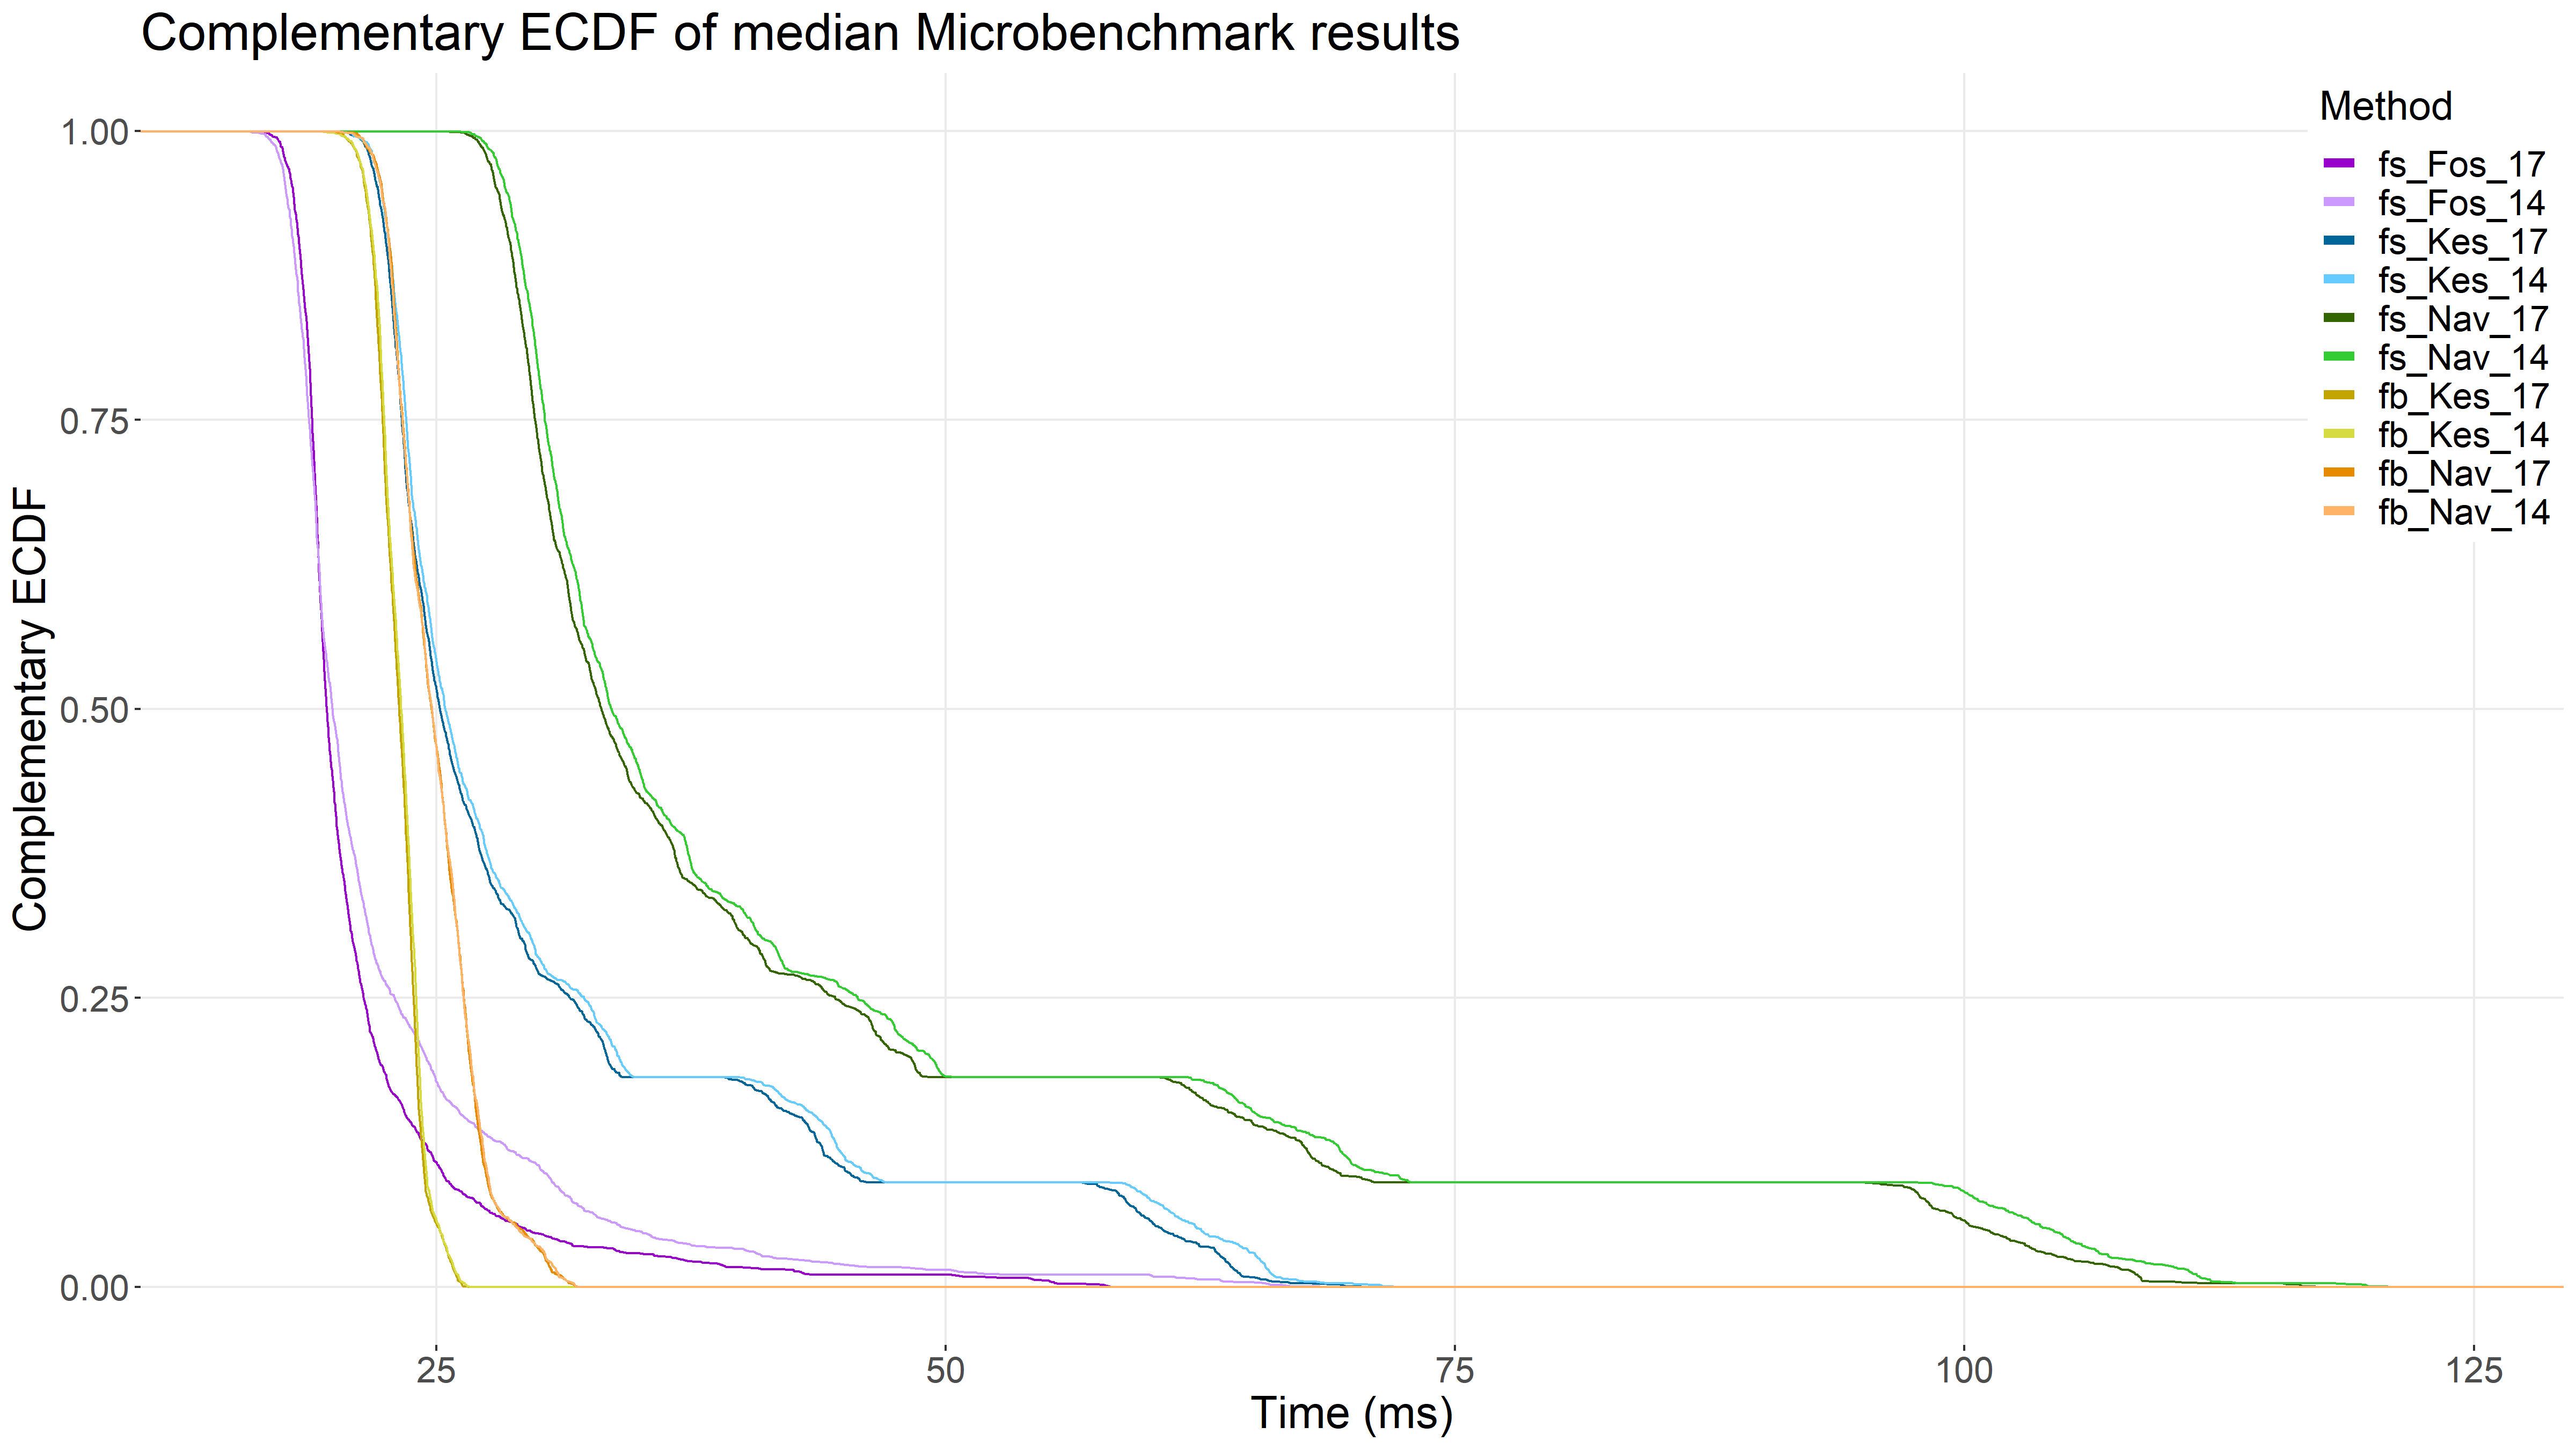 Complementary ECDF of median Microbenchmark results
Method
fs_Fos_17
fs_Fos_14
fs_Kes_17
fs_Kes_14
fs_Nav_17
fs_Nav_14
fb_Kes_17
fb_Kes_14
fb_Nav_17
fb_Nav_14
Complementary ECDF
1.00
0.75
0.50
0.25
0.00
25 50 75 100 125
Time (ms)